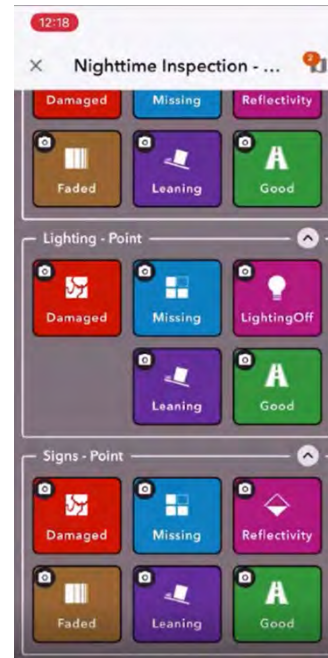 12:18
× Nighttime Inspection - ... 2
Damaged Missing Reflectivity
Faded Leaning Good
Lighting - Point
Damaged Missing LightingOff
Leaning Good
Signs - Point
Damaged Missing Reflectivity
Faded Leaning Good